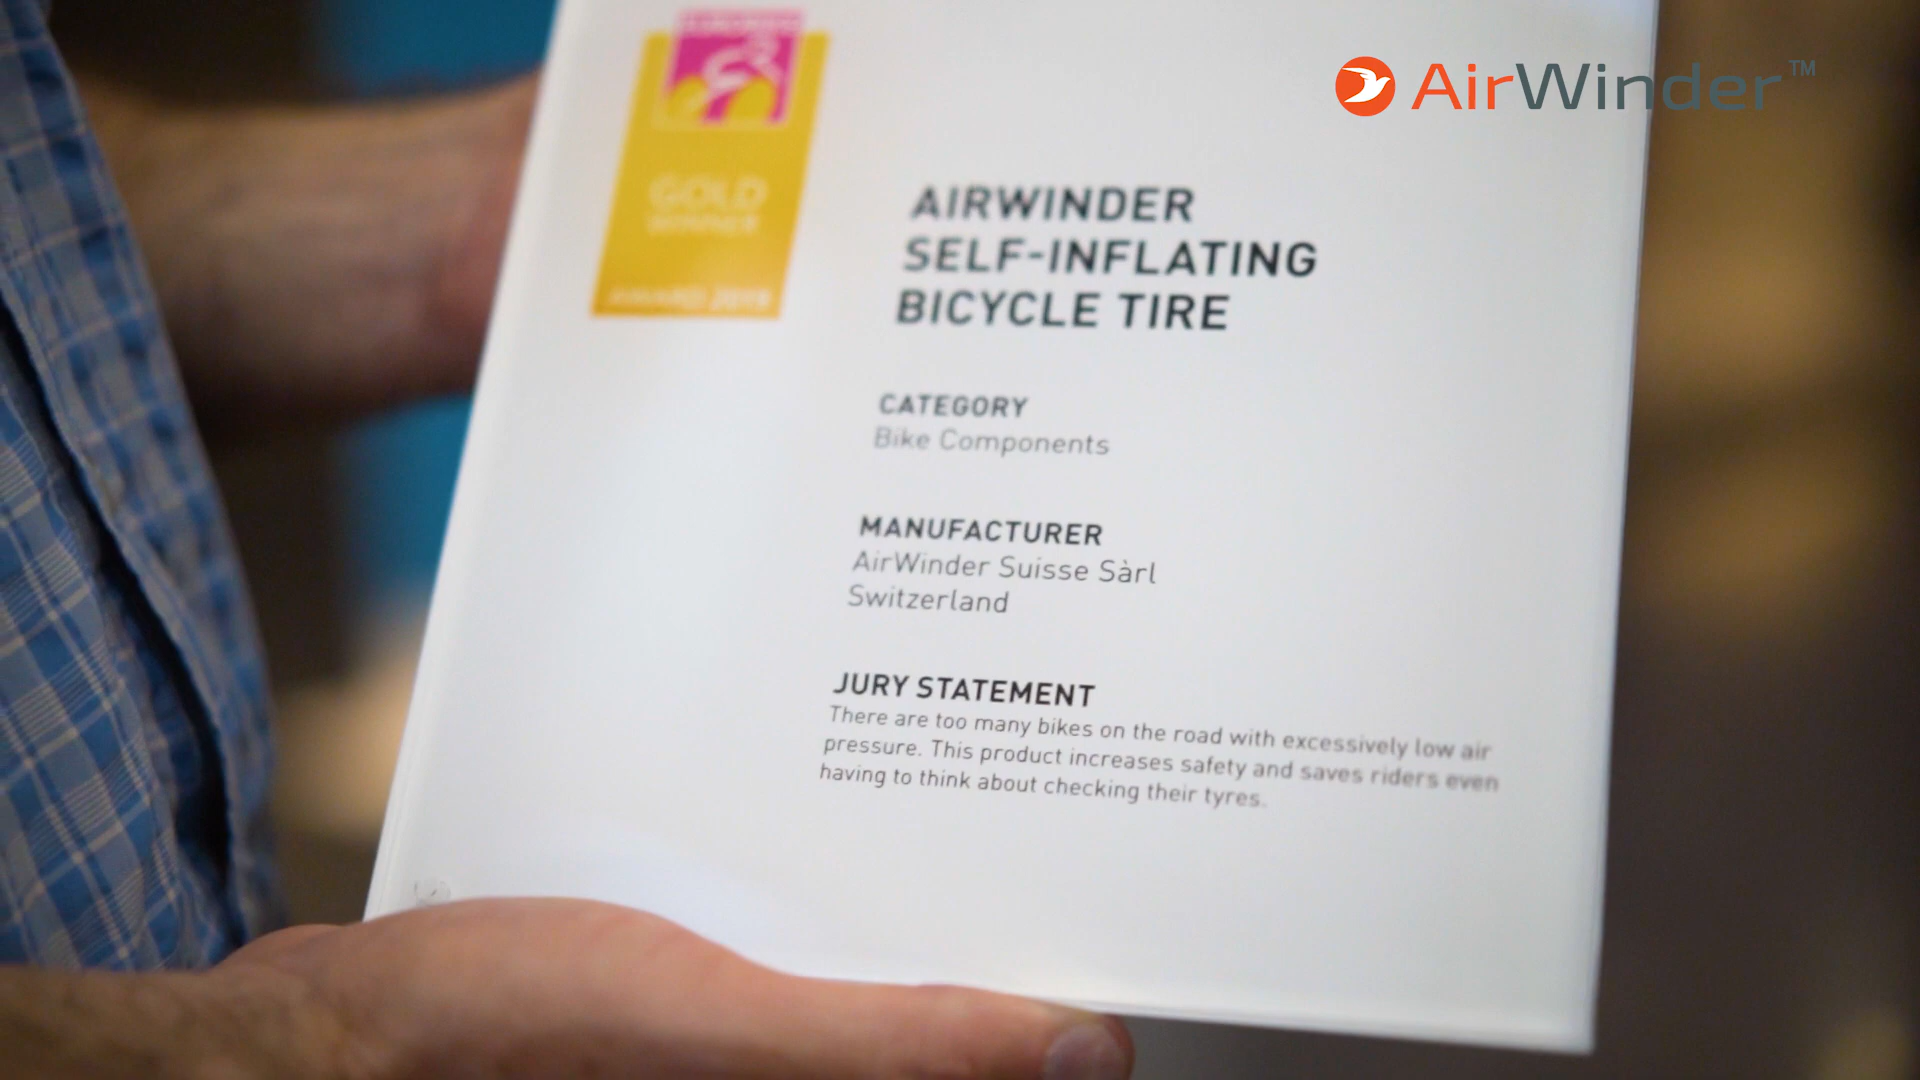 AirWinder™
GOLD
WINNER
AIRWINDER
SELF-INFLATING
BICYCLE TIRE
CATEGORY
Bike Components
MANUFACTURER
AirWinder Suisse Sàrl
Switzerland
JURY STATEMENT
There are too many bikes on the road with excessively low air
pressure. This product increases safety and saves riders even
having to think about checking their tyres.